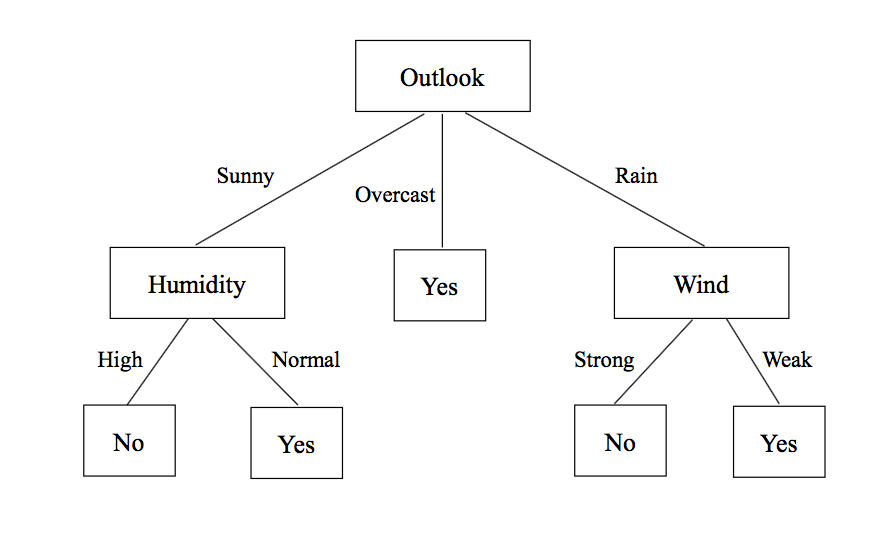 Outlook
Sunny
Overcast
Rain
Humidity
Yes
Wind
High
Normal
Strong
Weak
No
Yes
No
Yes